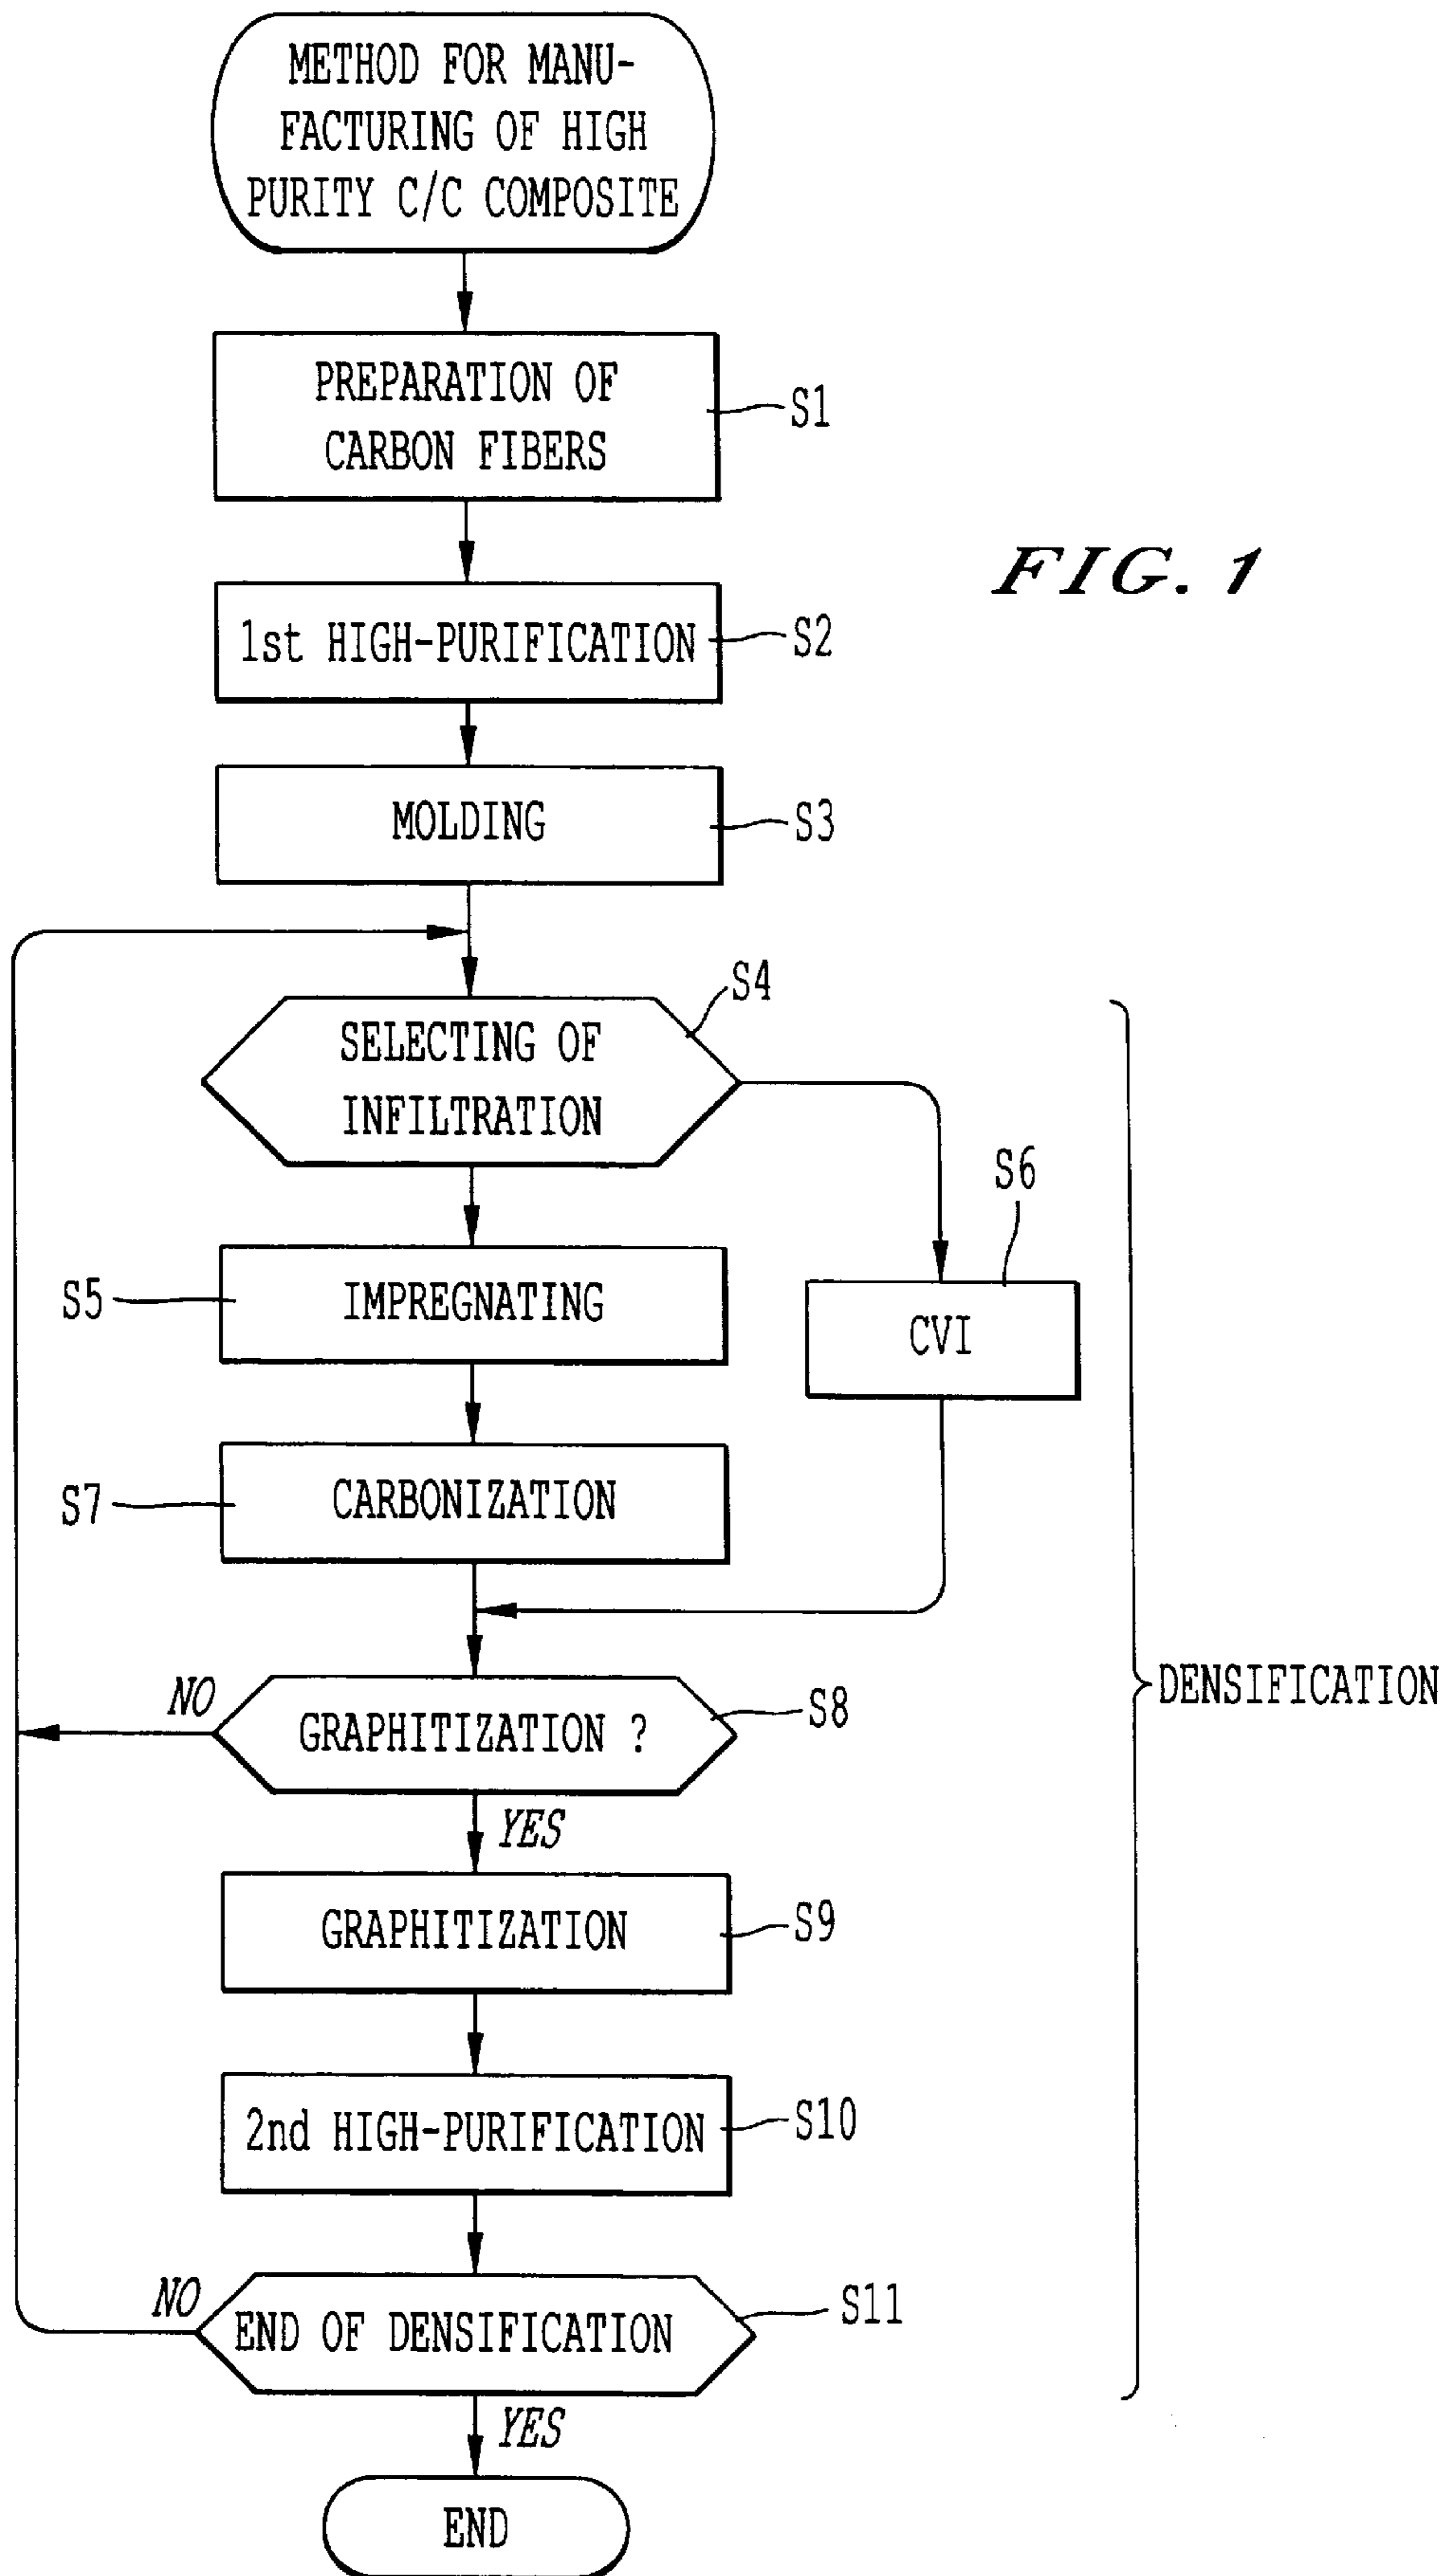 METHOD FOR MANU-
FACTURING OF HIGH
PURITY C/C COMPOSITE
PREPARATION OF
CARBON FIBERS
S1
FIG. 1
1st HIGH-PURIFICATION
S2
MOLDING
S3
S4
SELECTING OF
INFILTRATION
S6
S5
IMPREGNATING
CVI
S7
CARBONIZATION
DENSIFICATION
NO
GRAPHITIZATION ?
S8
YES
GRAPHITIZATION
S9
2nd HIGH-PURIFICATION
S10
NO
END OF DENSIFICATION
S11
YES
END